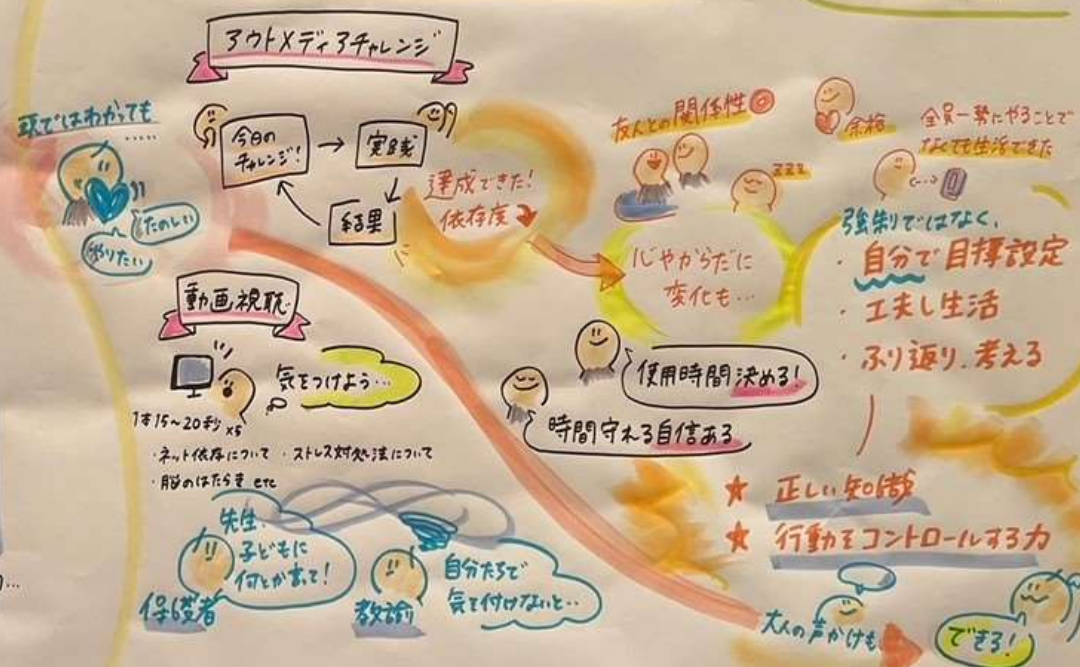 アウトメディアチャレンジ
頭ではわかっても
.....
たのしい
やりたい
今日の
チャレンジ!
実践
結果
達成できた!
依存度
友人との関係性◎
zzz
余裕
全員一勢にやることで
なくても生活できた
心やからだに
変化も…
強制ではなく、
・自分で目標設定
・工夫し生活
・ふり返り、考える
動画視聴
気をつけよう…
1本15~20秒 x5
・ネット依存について ・ストレス対処法について
・脳のはたらき etc
使用時間決める!
時間守れる自信ある
★ 正しい知識
★ 行動をコントロールする力
先生、
子どもに
何とか言って!
保護者
教諭
自分たちで
気を付けないと…
大人の声かけも
できる!